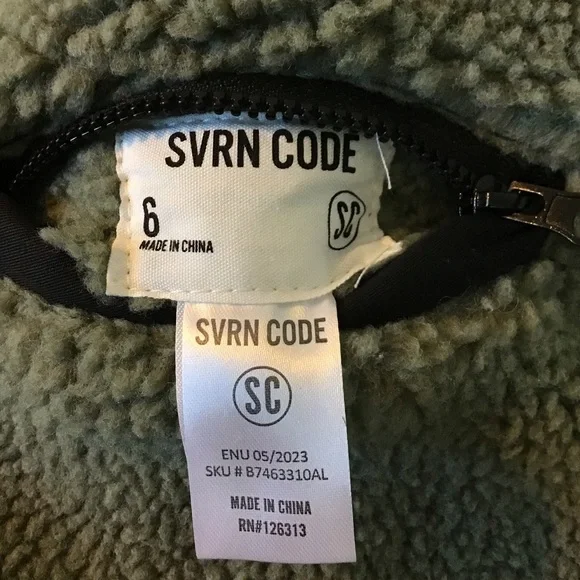 SVRN CODE
6
SC
MADE IN CHINA
SVRN CODE
SC
ENU 05/2023
SKU # B7463310AL
MADE IN CHINA
RN#126313